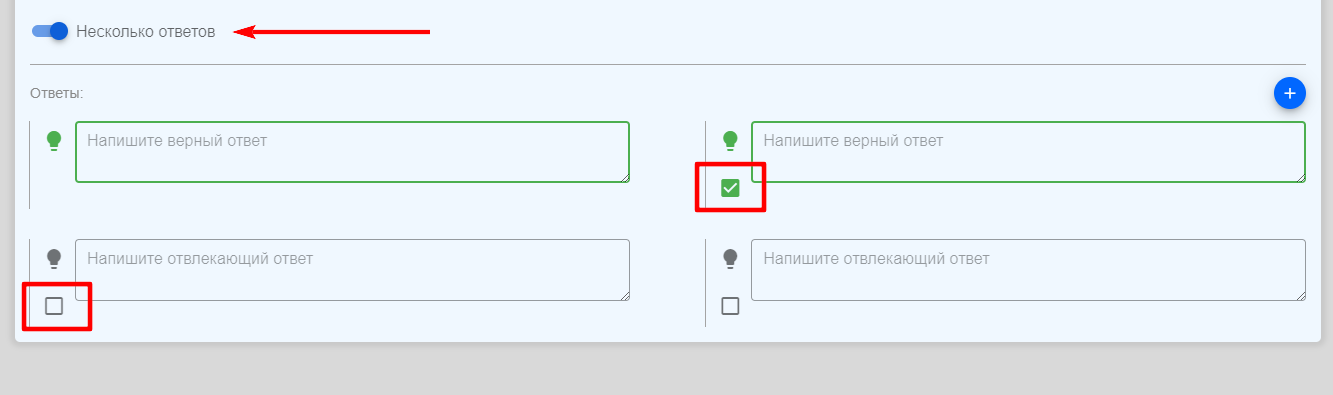 Несколько ответов
Ответы:
Напишите верный ответ
Напишите верный ответ
Напишите отвлекающий ответ
Напишите отвлекающий ответ